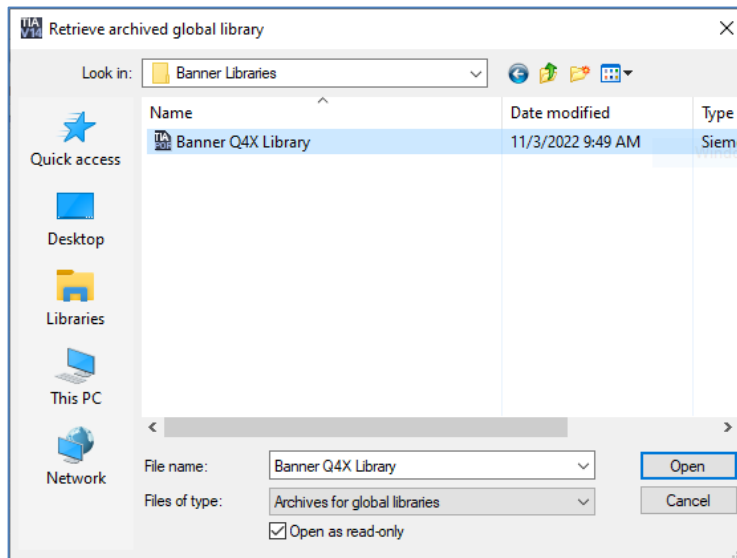 TIA V14 Retrieve archived global library
Look in: Banner Libraries
Name Date modified Type
Banner Q4X Library 11/3/2022 9:49 AM Siem
Quick access
Desktop
Libraries
This PC
Network
File name: Banner Q4X Library Open
Files of type: Archives for global libraries Cancel
Open as read-only